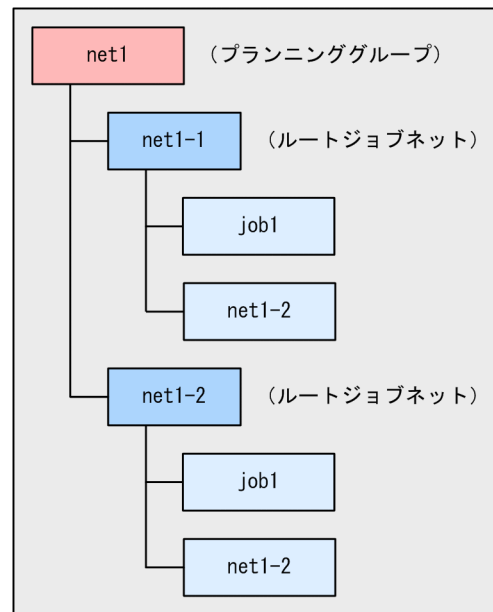 net1 （プランニンググループ）
net1-1 （ルートジョブネット）
job1
net1-2
net1-2 （ルートジョブネット）
job1
net1-2